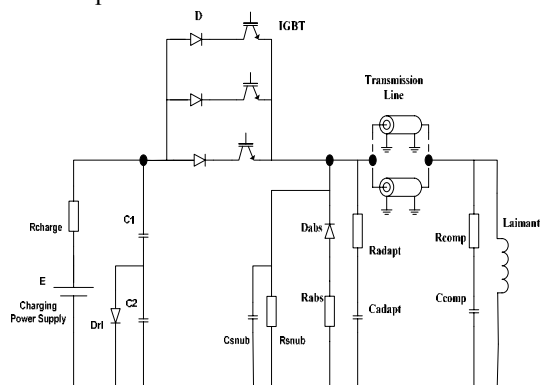 D
IGBT
Transmission
Line
C1
Rcharge
E
Charging
Power Supply
C2
Drl
Csnub
Rsnub
Dabs
Rabs
Radapt
Cadapt
Rcomp
Ccomp
Laimant